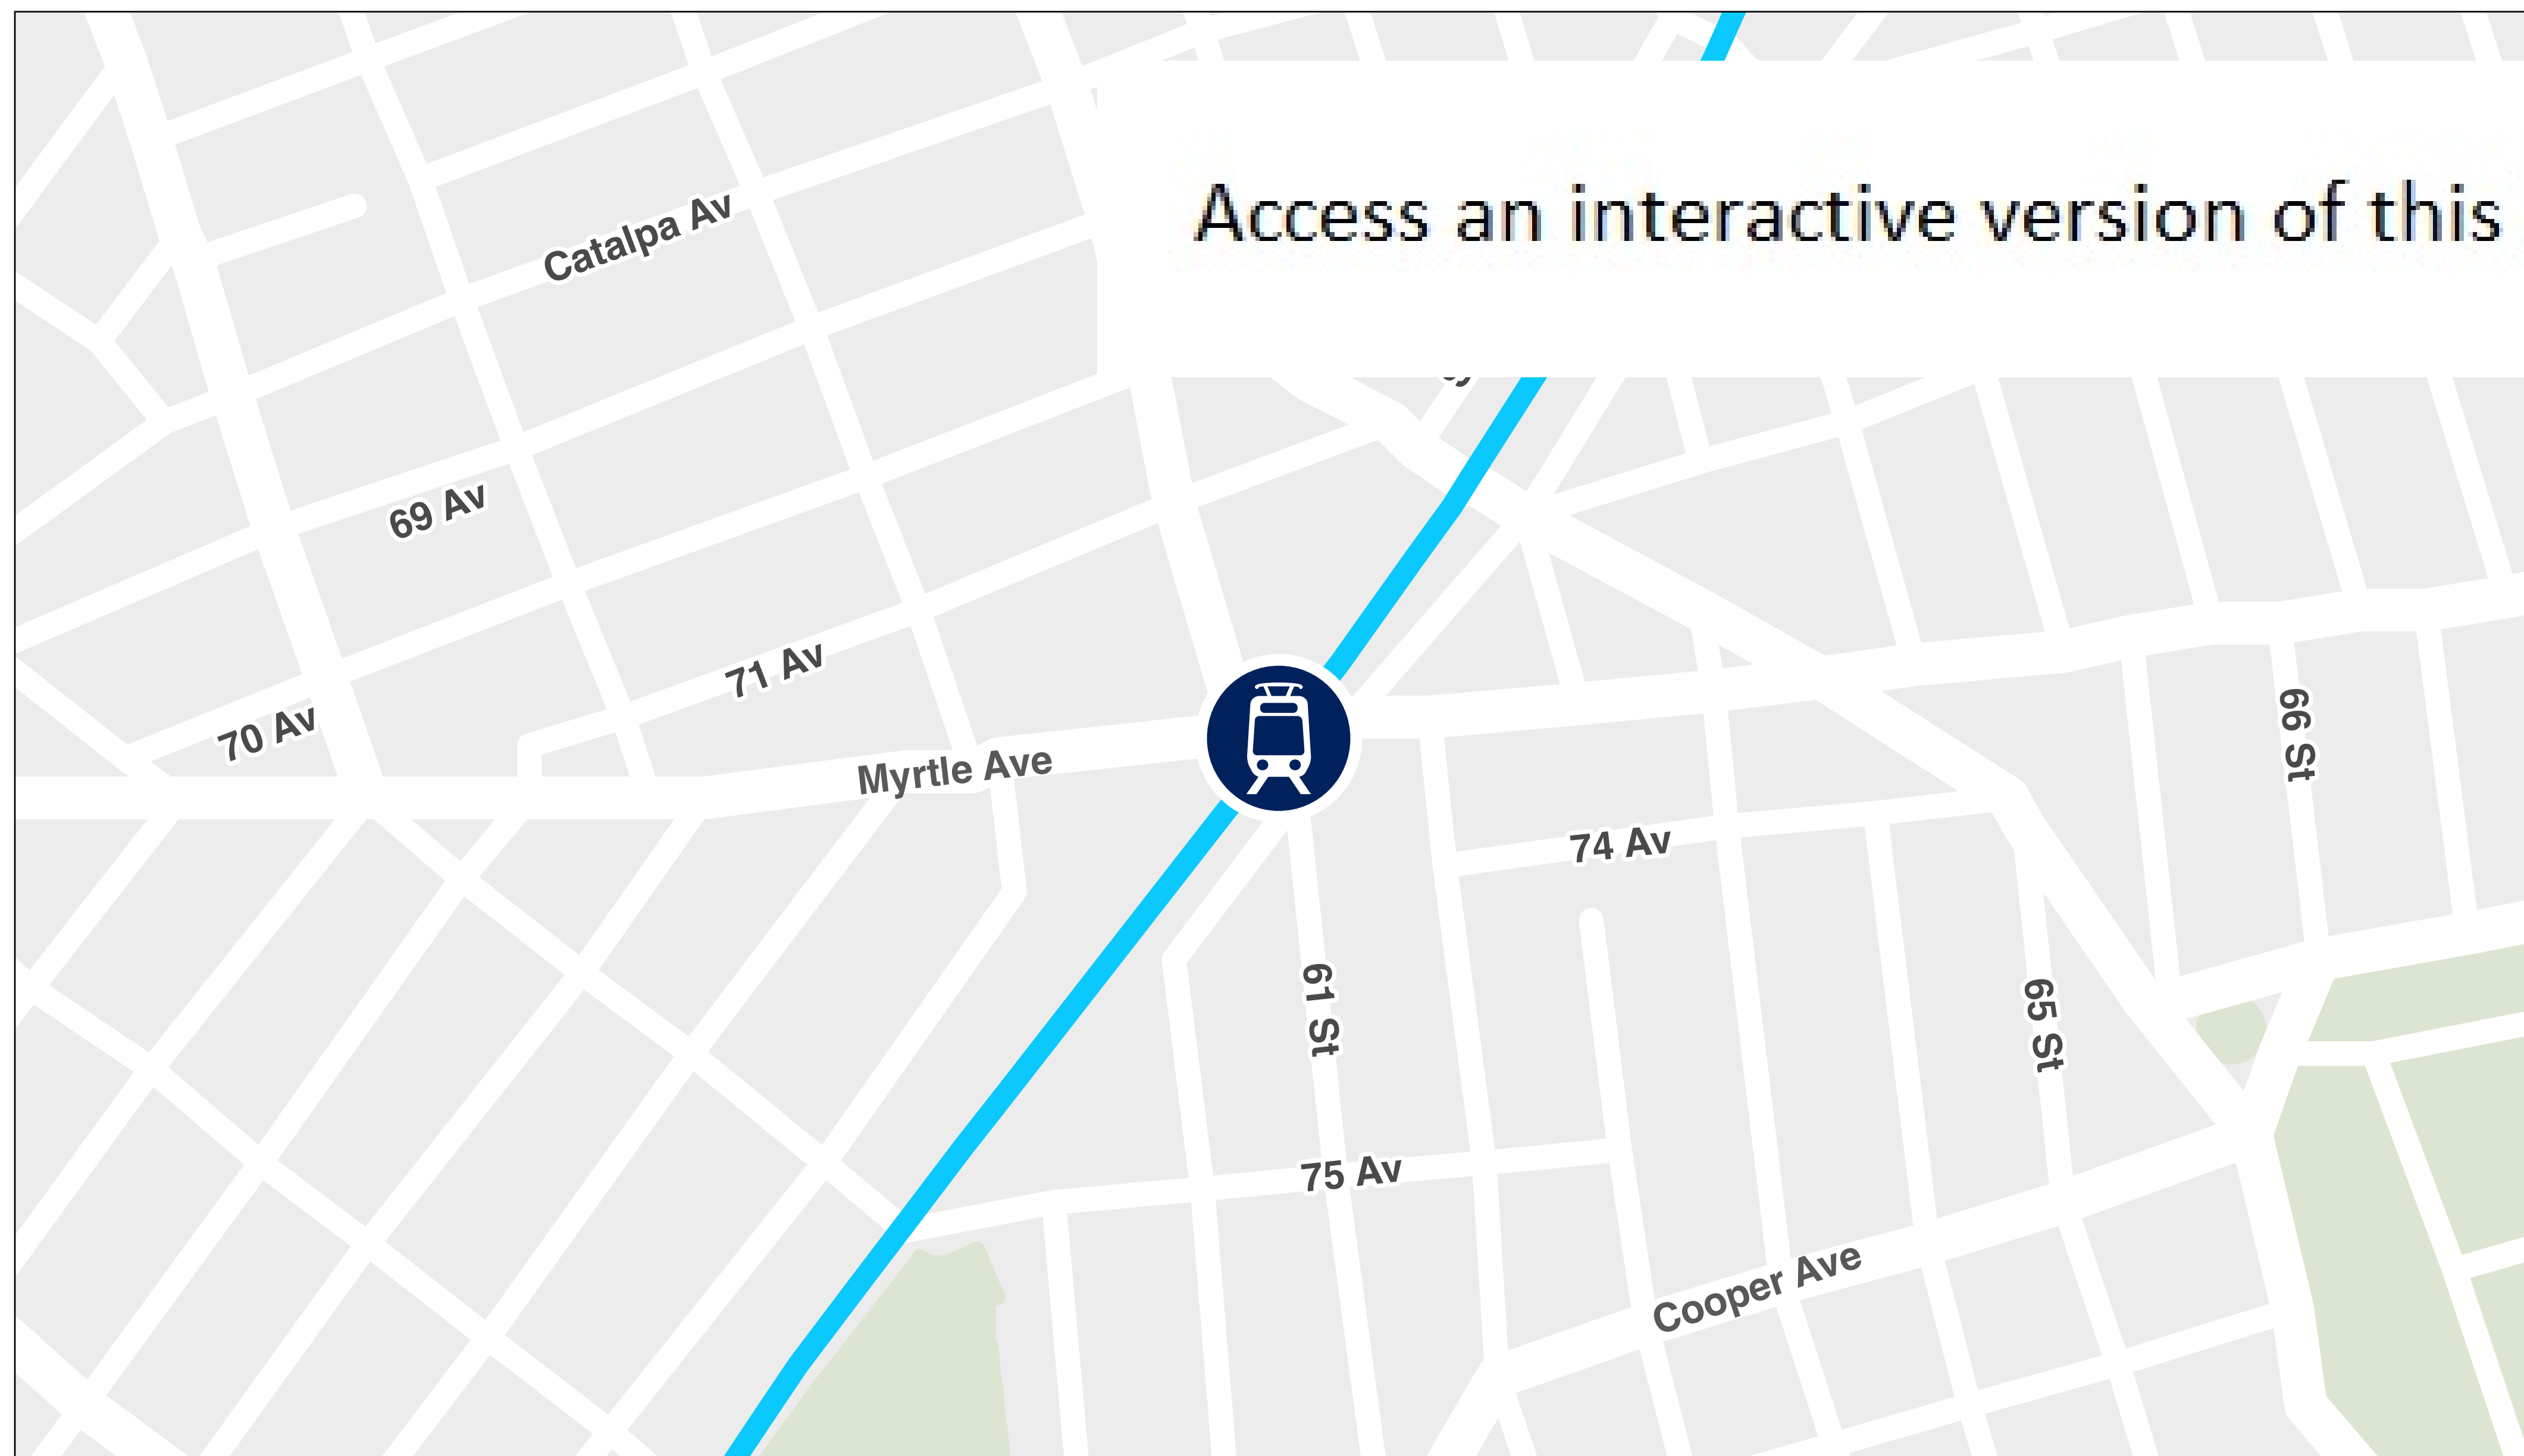 Access an interactive version of this
Catalpa Av
69 Av
71 Av
70 Av
Myrtle Ave
66 St
74 Av
61 St
65 St
75 Av
Cooper Ave